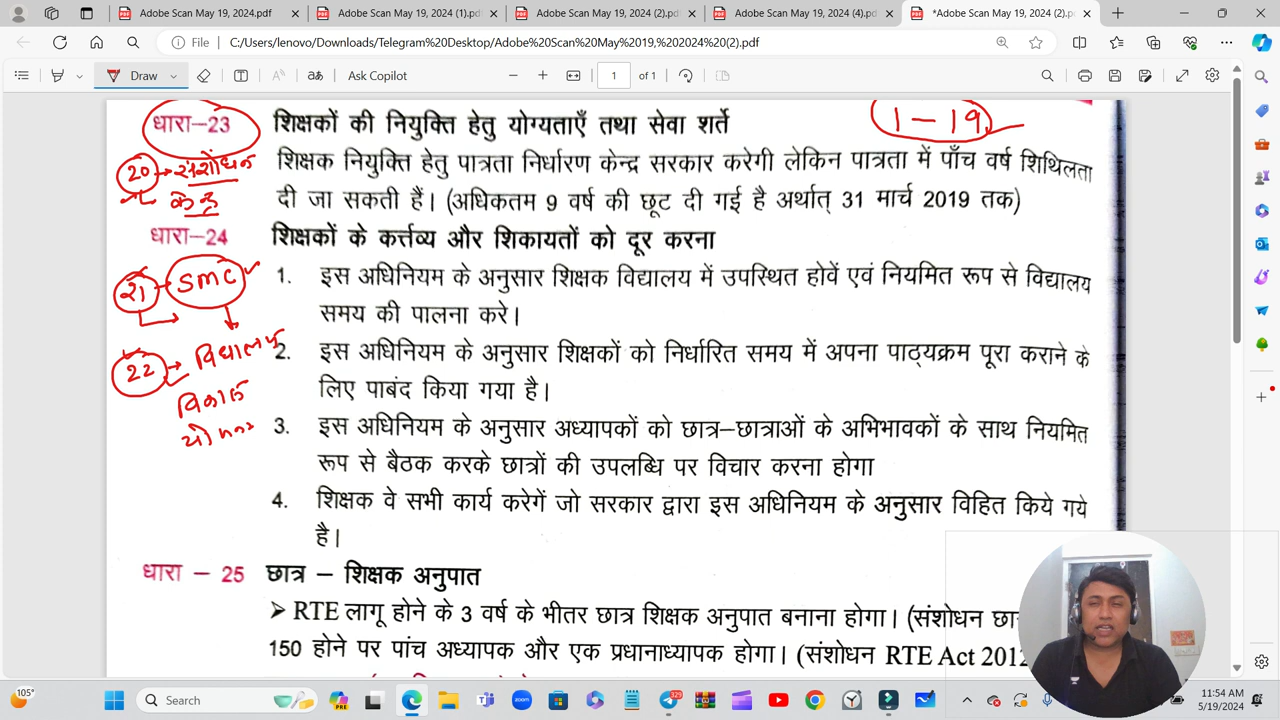 Adobe Scan May 19, 2024.pdf
Adobe Scan May 19, 2024 (1).pdf
Adobe Scan May 19, 2024 (2).pdf
Adobe Scan May 19, 2024 (4).pdf
*Adobe Scan May 19, 2024 (2).pdf
File C:/Users/lenovo/Downloads/Telegram%20Desktop/Adobe%20Scan%20May%2019,%202024%20(2).pdf
Draw
Ask Copilot
1 of 1
1 - 19
धारा–23 शिक्षकों की नियुक्ति हेतु योग्यताएँ तथा सेवा शर्ते
शिक्षक नियुक्ति हेतु पात्रता निर्धारण केन्द्र सरकार करेगी लेकिन पात्रता में पाँच वर्ष शिथिलता
20 → संशोधन
दी जा सकती हैं। (अधिकतम 9 वर्ष की छूट दी गई है अर्थात् 31 मार्च 2019 तक)
धारा–24 शिक्षकों के कर्त्तव्य और शिकायतों को दूर करना
1. इस अधिनियम के अनुसार शिक्षक विद्यालय में उपस्थित होवें एवं नियमित रूप से विद्यालय
21 → SMC
समय की पालना करे।
2. इस अधिनियम के अनुसार शिक्षकों को निर्धारित समय में अपना पाठ्यक्रम पूरा कराने के
22 → विद्यालय
लिए पाबंद किया गया है।
विकास
3. इस अधिनियम के अनुसार अध्यापकों को छात्र–छात्राओं के अभिभावकों के साथ नियमित
रूप से बैठक करके छात्रों की उपलब्धि पर विचार करना होगा
4. शिक्षक वे सभी कार्य करेगें जो सरकार द्वारा इस अधिनियम के अनुसार विहित किये गये
है।
धारा – 25 छात्र – शिक्षक अनुपात
➢ RTE लागू होने के 3 वर्ष के भीतर छात्र शिक्षक अनुपात बनाना होगा। (संशोधन
150 होने पर पांच अध्यापक और एक प्रधानाध्यापक होगा। (संशोधन RTE Act 2012
105°
Search
329
11:54 AM
5/19/2024